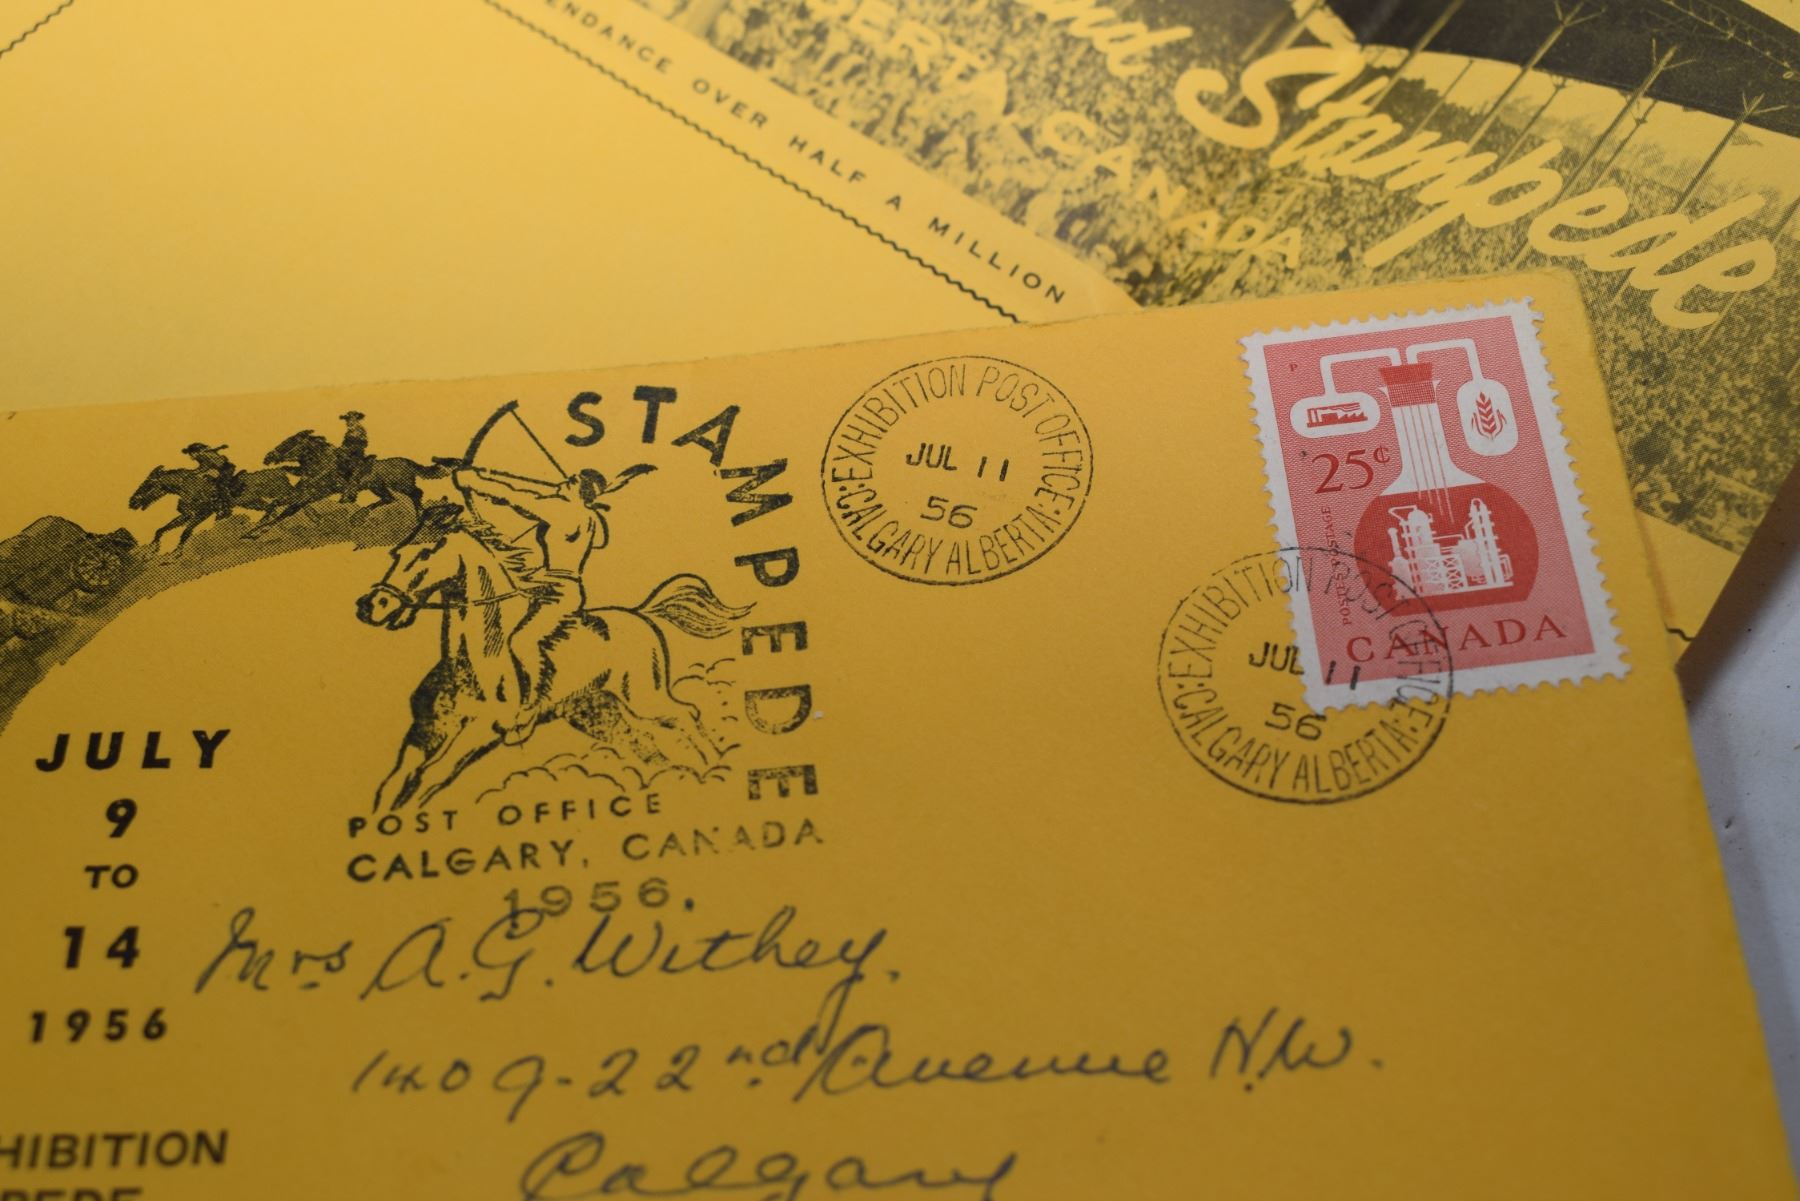 ENDANCE OVER HALF A MILLION
Stampede
BERTA CANADA
STAMPEDE
POST OFFICE
CALGARY, CANADA
1956.
EXHIBITION POST OFFICE
JUL 11
56
CALGARY ALBERTA
P
25¢
POSTES POSTAGE
CANADA
EXHIBITION POST OFFICE
JUL 11
56
CALGARY ALBERTA
JULY
9
TO
14
1956
Mrs A. G. Withey.
1409-22nd Avenue N.W.
Calgary
HIBITION
PEDE